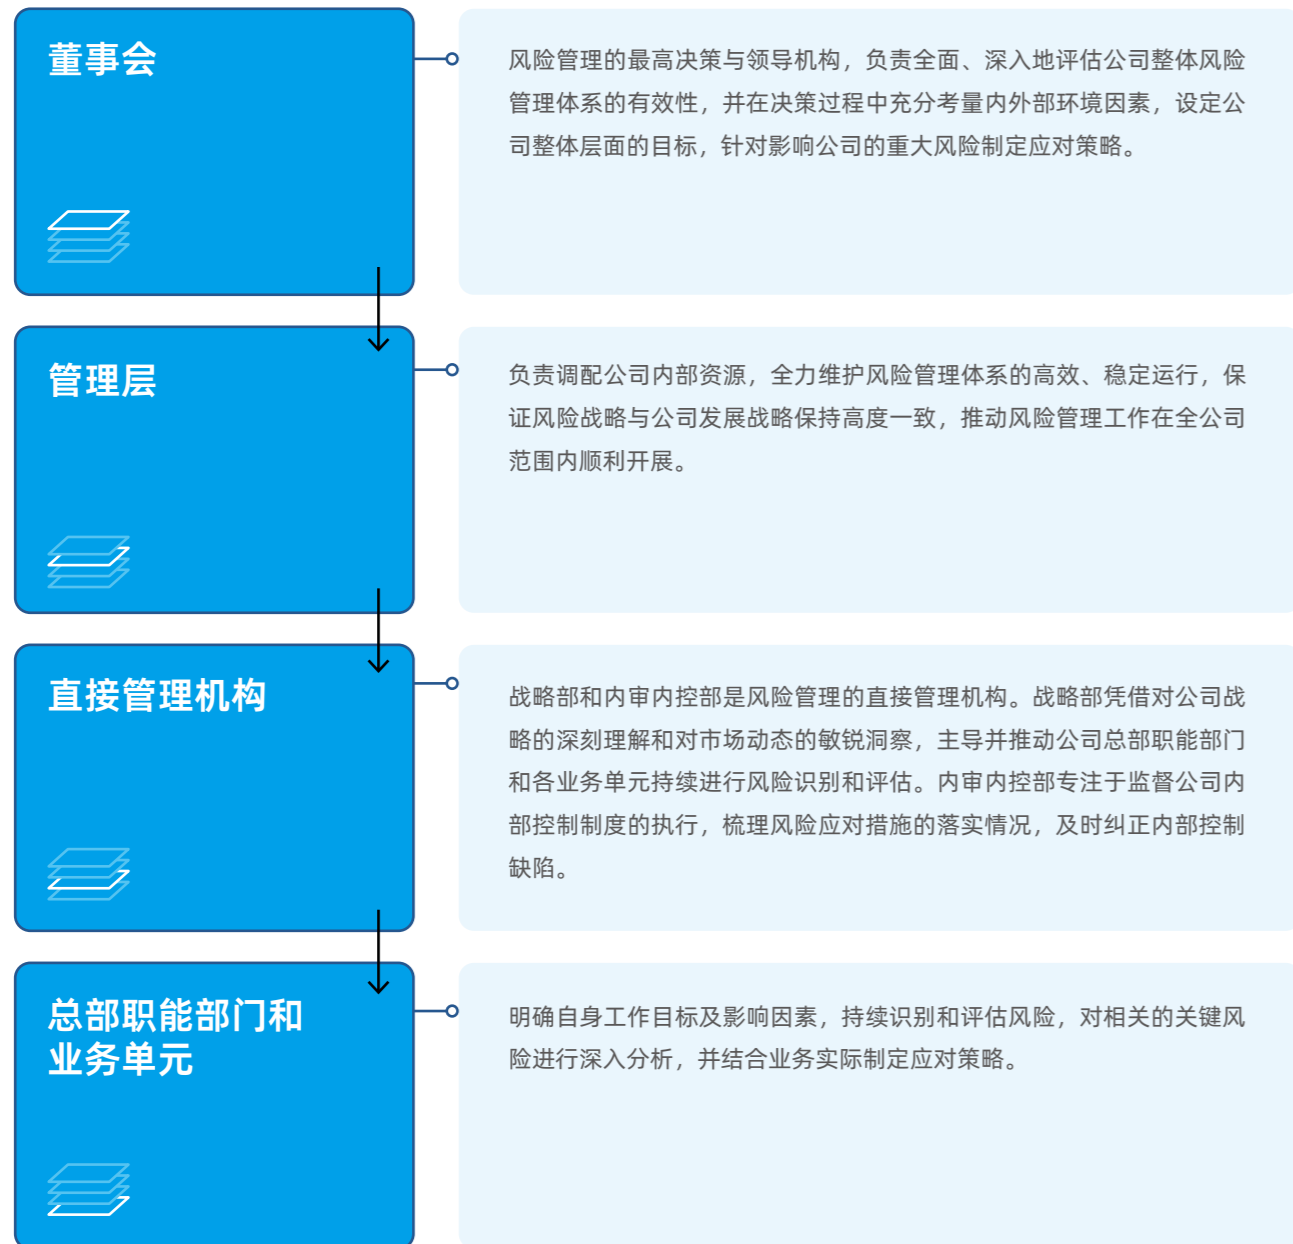 董事会
风险管理的最高决策与领导机构，负责全面、深入地评估公司整体风险
管理体系的有效性，并在决策过程中充分考量内外部环境因素，设定公
司整体层面的目标，针对影响公司的重大风险制定应对策略。
管理层
负责调配公司内部资源，全力维护风险管理体系的高效、稳定运行，保
证风险战略与公司发展战略保持高度一致，推动风险管理工作在全公司
范围内顺利开展。
直接管理机构
战略部和内审内控部是风险管理的直接管理机构。战略部凭借对公司战
略的深刻理解和对市场动态的敏锐洞察，主导并推动公司总部职能部门
和各业务单元持续进行风险识别和评估。内审内控部专注于监督公司内
部控制制度的执行，梳理风险应对措施的落实情况，及时纠正内部控制
缺陷。
总部职能部门和
业务单元
明确自身工作目标及影响因素，持续识别和评估风险，对相关的关键风
险进行深入分析，并结合业务实际制定应对策略。